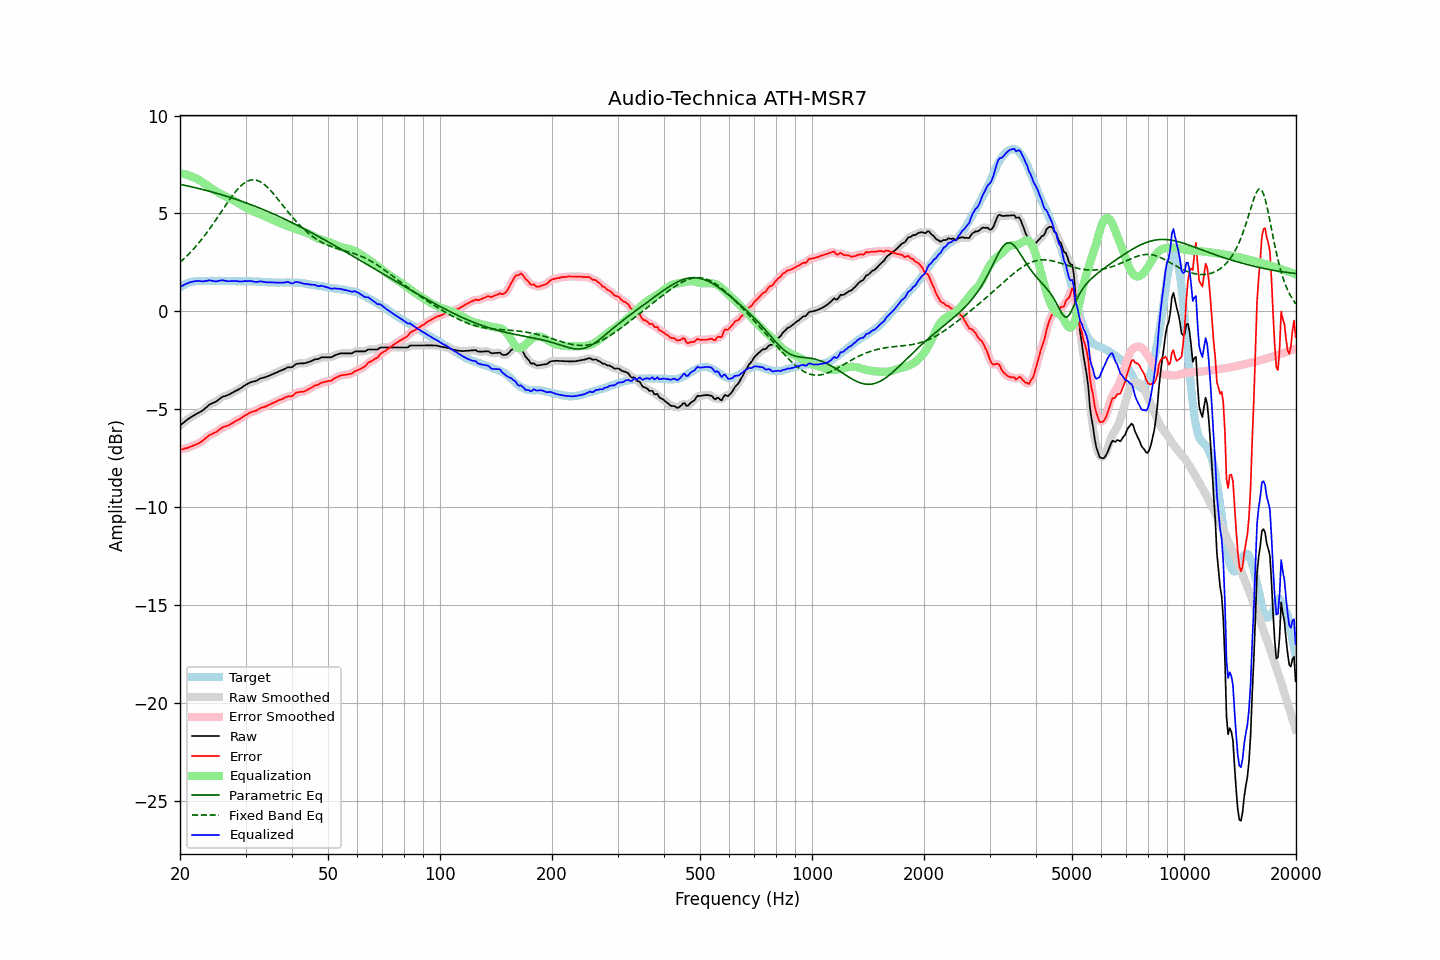 Audio-Technica ATH-MSR7
10
5
0
−5
−10
−15
−20
−25
Amplitude (dBr)
Target
Raw Smoothed
Error Smoothed
Raw
Error
Equalization
Parametric Eq
Fixed Band Eq
Equalized
20 50 100 200 500 1000 2000 5000 10000 20000
Frequency (Hz)